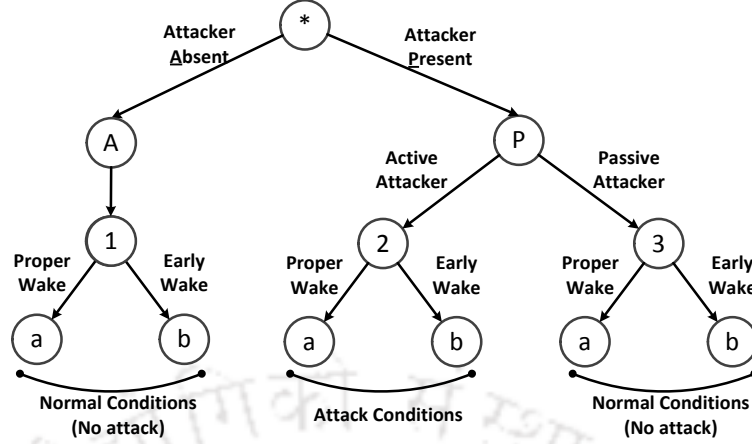 *
Attacker
Absent
Attacker
Present
A
P
Active
Attacker
Passive
Attacker
1
2
3
Proper
Wake
Early
Wake
Proper
Wake
Early
Wake
Proper
Wake
Early
Wake
a
b
a
b
a
b
Normal Conditions
(No attack)
Attack Conditions
Normal Conditions
(No attack)